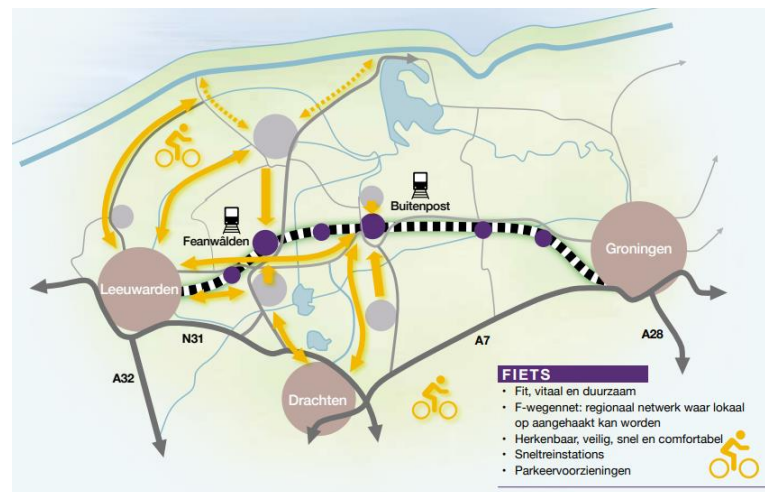 Buitenpost
Feanwâlden
Groningen
Leeuwarden
N31
A7
A28
A32
Drachten
FIETS
• Fit, vitaal en duurzaam
• F-wegennet: regionaal netwerk waar lokaal
op aangehaakt kan worden
• Herkenbaar, veilig, snel en comfortabel
• Sneltreinstations
• Parkeervoorzieningen